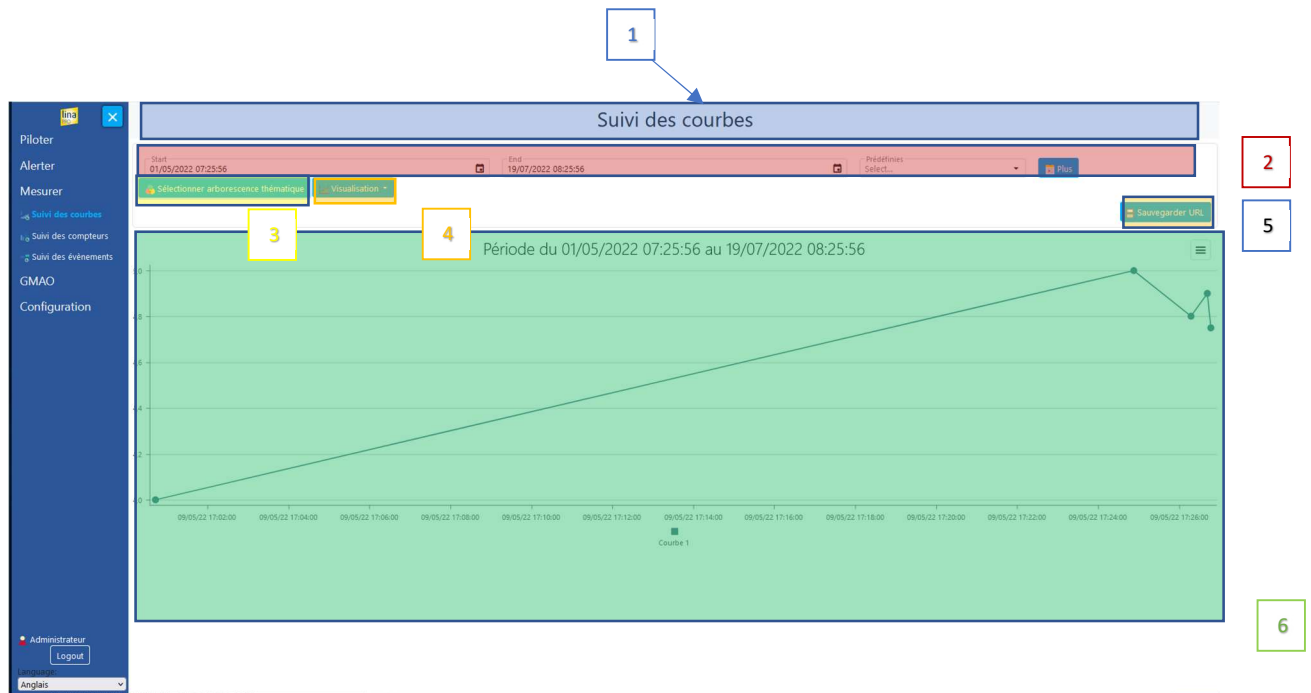 1
lina
PRO
Suivi des courbes
Piloter
Alerter
Mesurer
Suivi des courbes
Suivi des compteurs
Suivi des évènements
GMAO
Configuration
Start
01/05/2022 07:25:56
End
19/07/2022 08:25:56
Prédéfinies
Select...
Plus
2
Sélectionner arborescence thématique
Visualisation
Sauvegarder URL
3
4
5
Période du 01/05/2022 07:25:56 au 19/07/2022 08:25:56
09/05/22 17:02:00 09/05/22 17:04:00 09/05/22 17:06:00 09/05/22 17:08:00 09/05/22 17:10:00 09/05/22 17:12:00 09/05/22 17:14:00 09/05/22 17:16:00 09/05/22 17:18:00 09/05/22 17:20:00 09/05/22 17:22:00 09/05/22 17:24:00 09/05/22 17:26:00
Courbe 1
6
Administrateur
Logout
Language:
Anglais